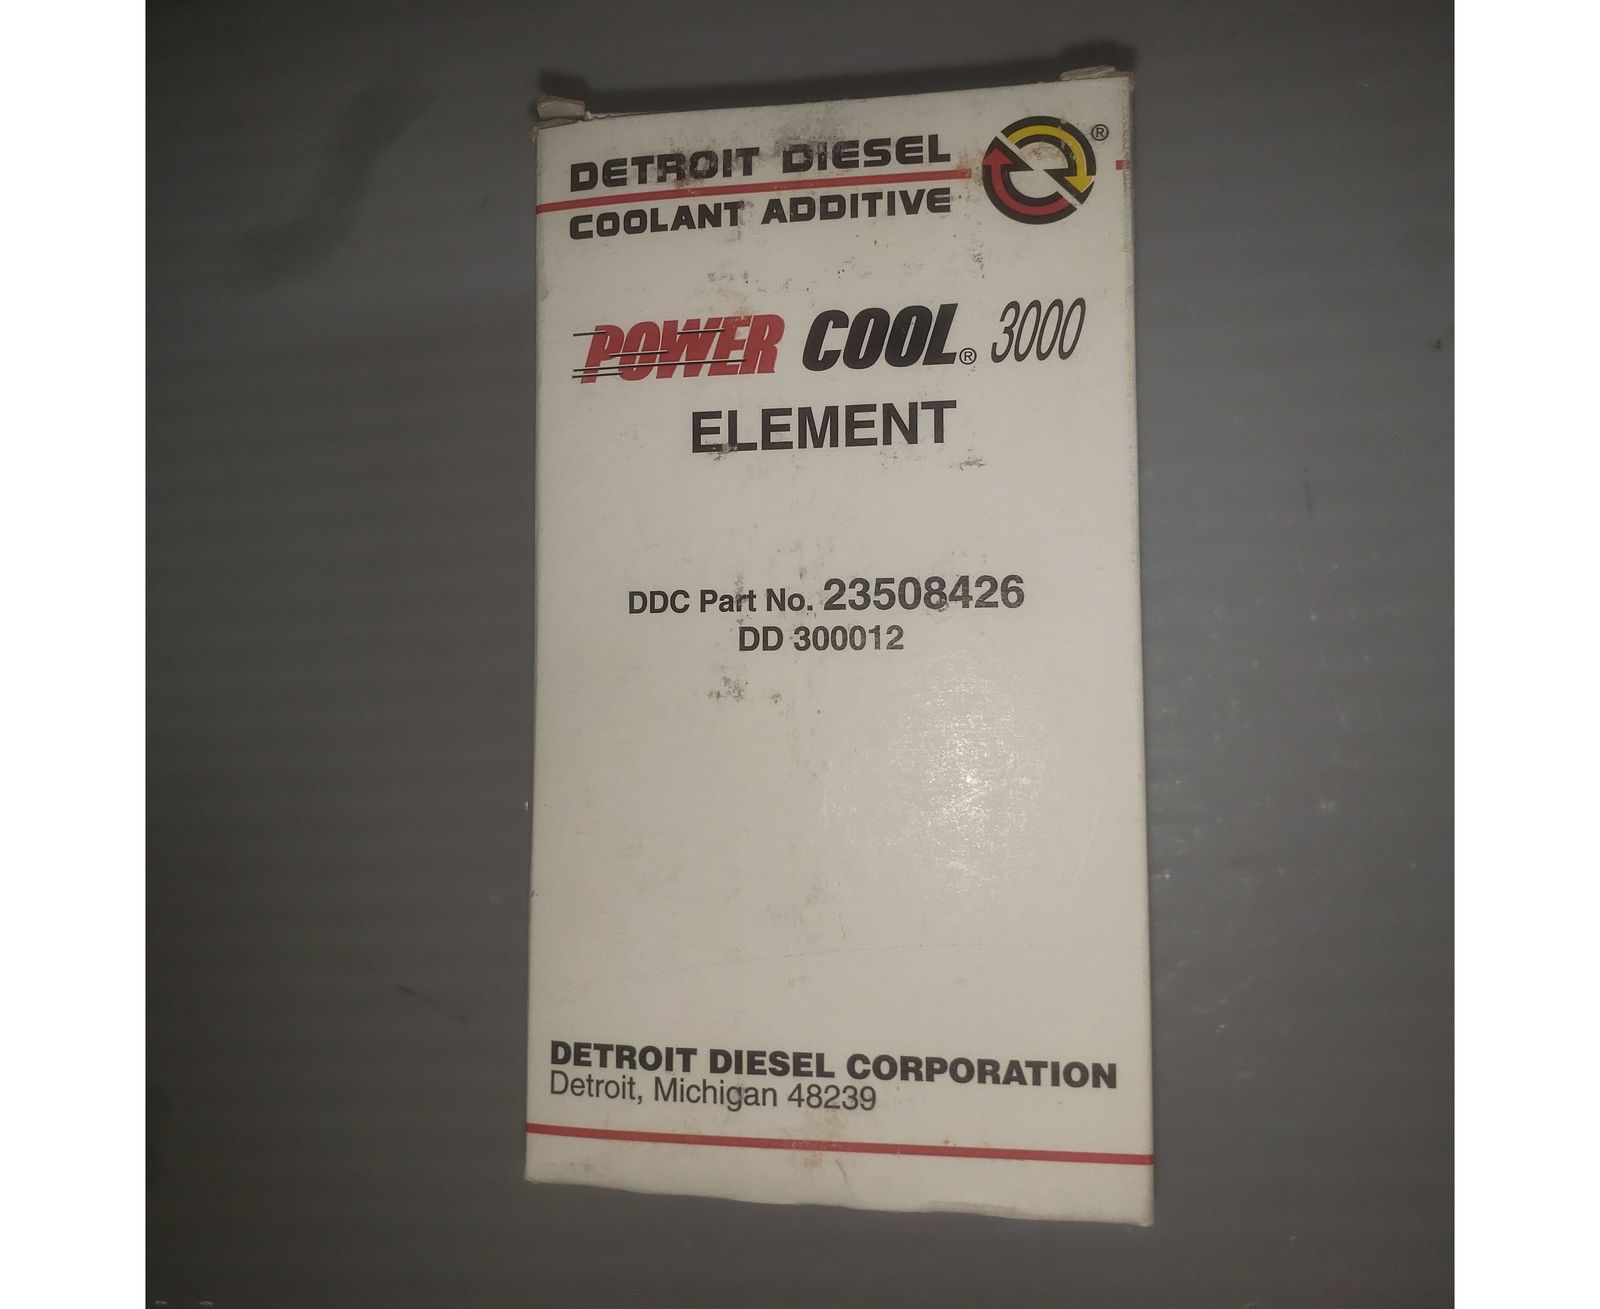 DETROIT DIESEL ®
COOLANT ADDITIVE
POWER COOL® 3000
ELEMENT
DDC Part No. 23508426
DD 300012
DETROIT DIESEL CORPORATION
Detroit, Michigan 48239